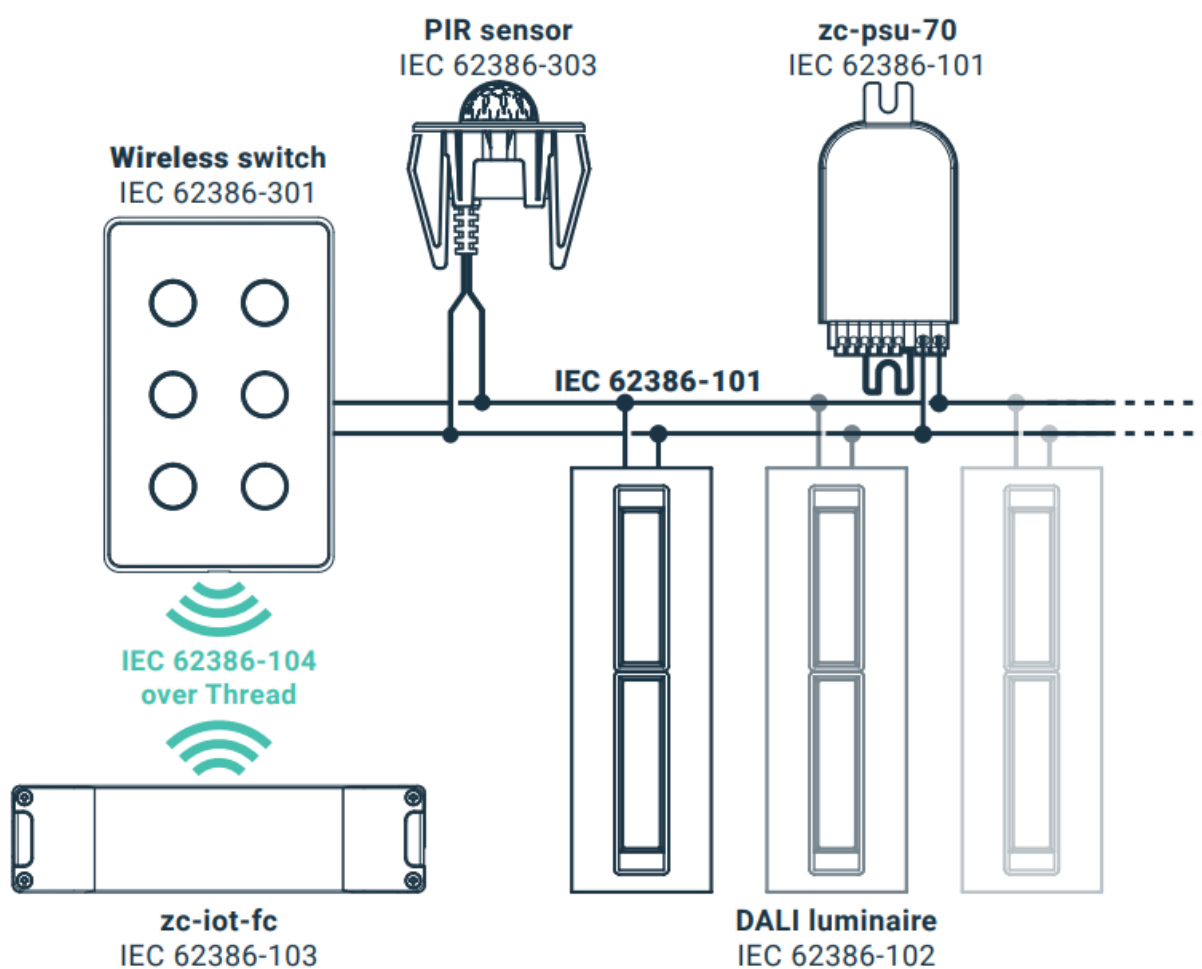 PIR sensor
IEC 62386-303
zc-psu-70
IEC 62386-101
Wireless switch
IEC 62386-301
IEC 62386-101
IEC 62386-104
over Thread
zc-iot-fc
IEC 62386-103
DALI luminaire
IEC 62386-102